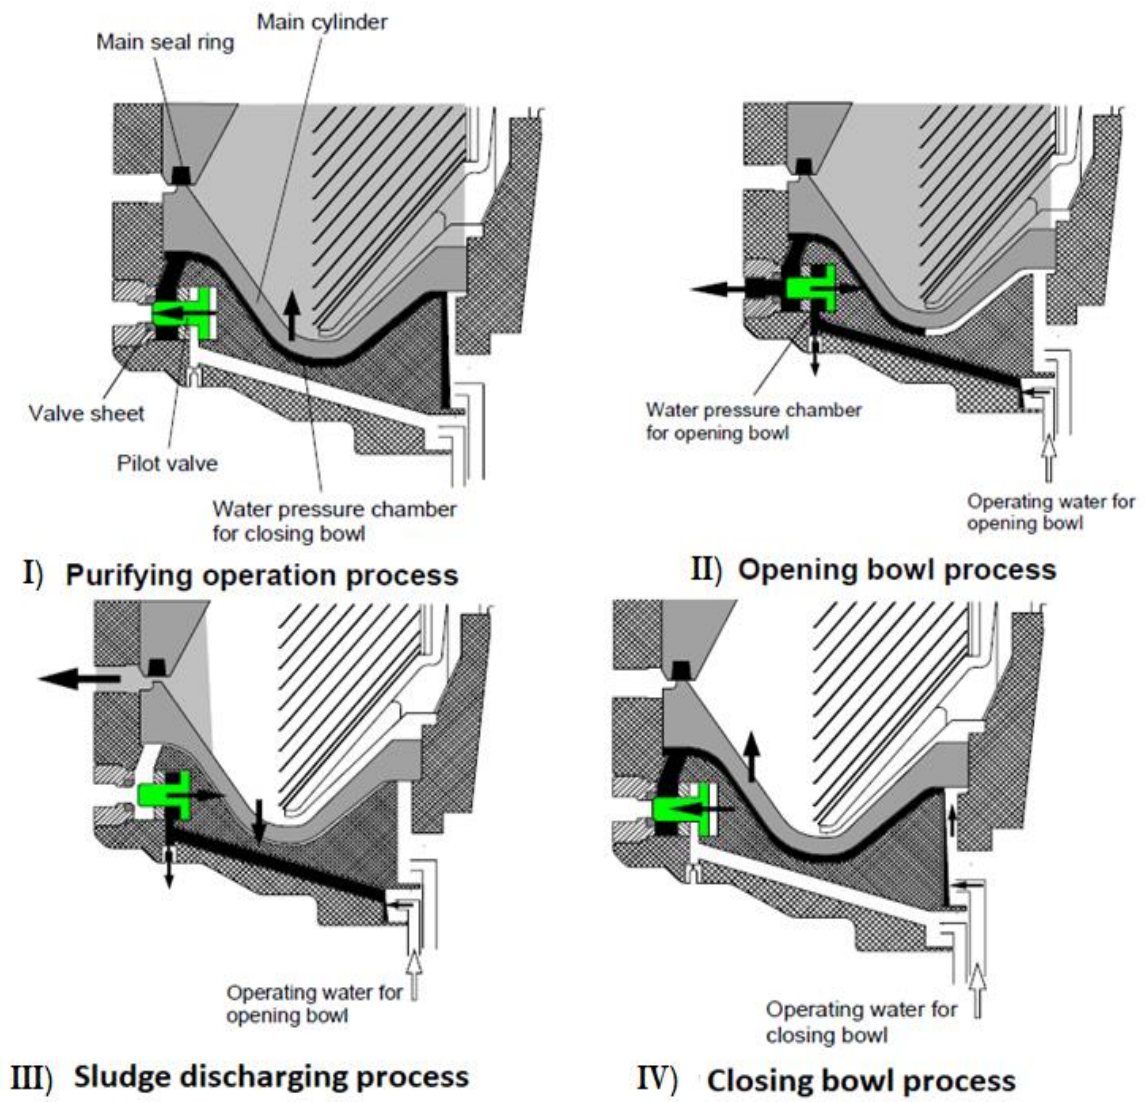 Main cylinder
Main seal ring
Valve sheet
Pilot valve
Water pressure chamber
for closing bowl
I) Purifying operation process
Water pressure chamber
for opening bowl
Operating water for
opening bowl
II) Opening bowl process
Operating water for
opening bowl
III) Sludge discharging process
Operating water for
closing bowl
IV) Closing bowl process